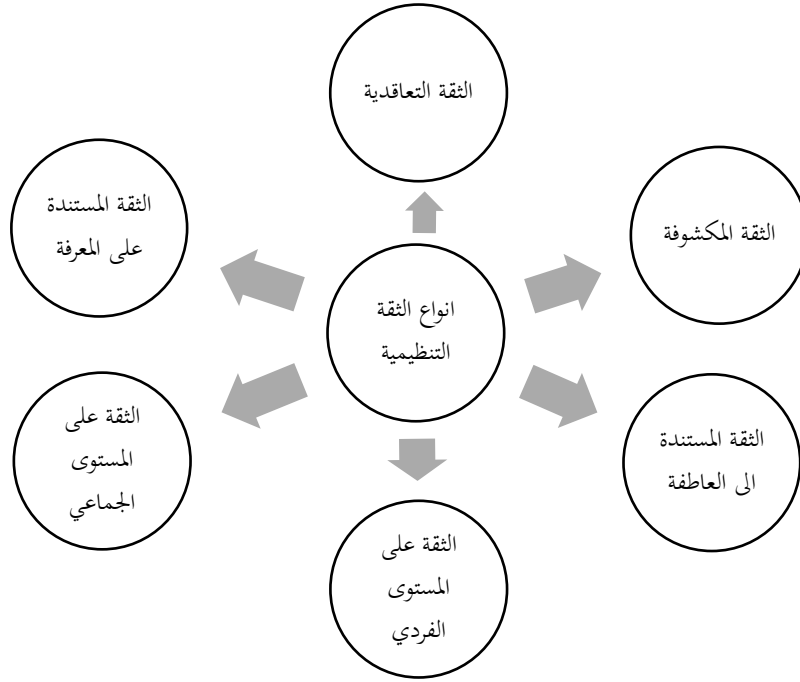 الثقة التعاقدية
الثقة المكشوفة
الثقة المستندة
على المعرفة
انواع الثقة
التنظيمية
الثقة المستندة
الى العاطفة
الثقة على
المستوى
الجماعي
الثقة على
المستوى
الفردي